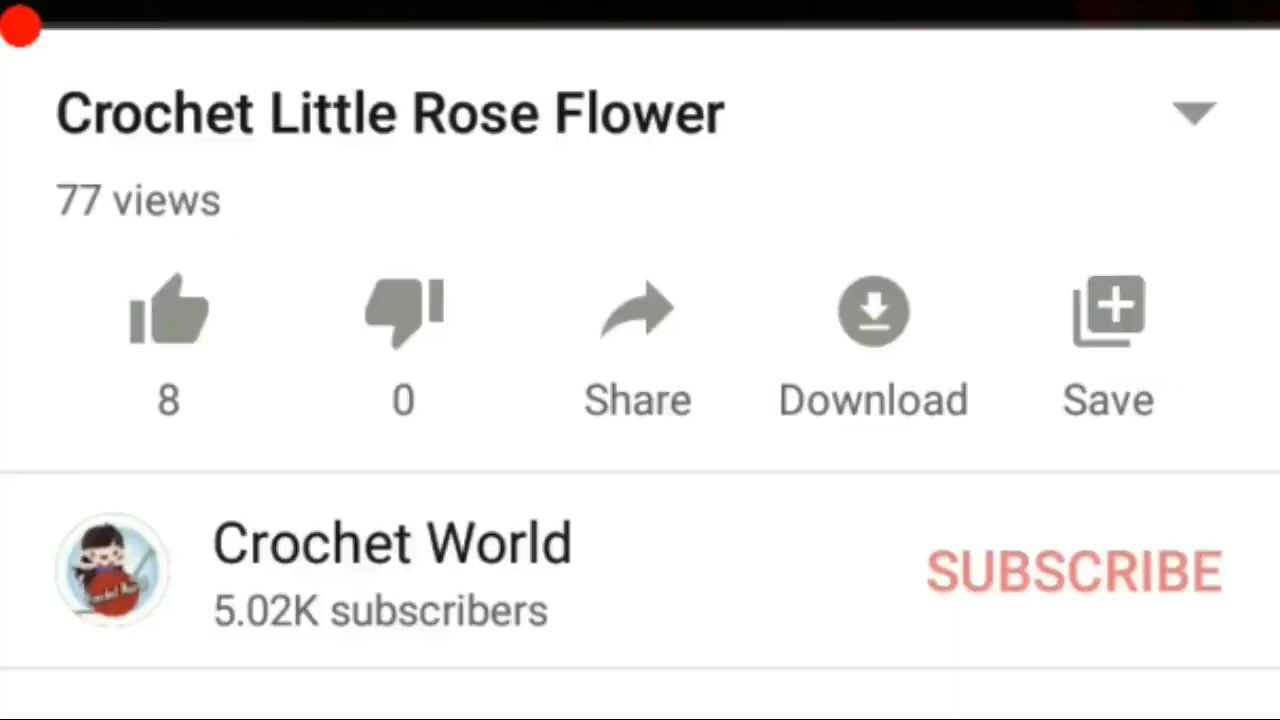 Crochet Little Rose Flower
77 views
8
0
Share
Download
Save
Crochet World
5.02K subscribers
SUBSCRIBE